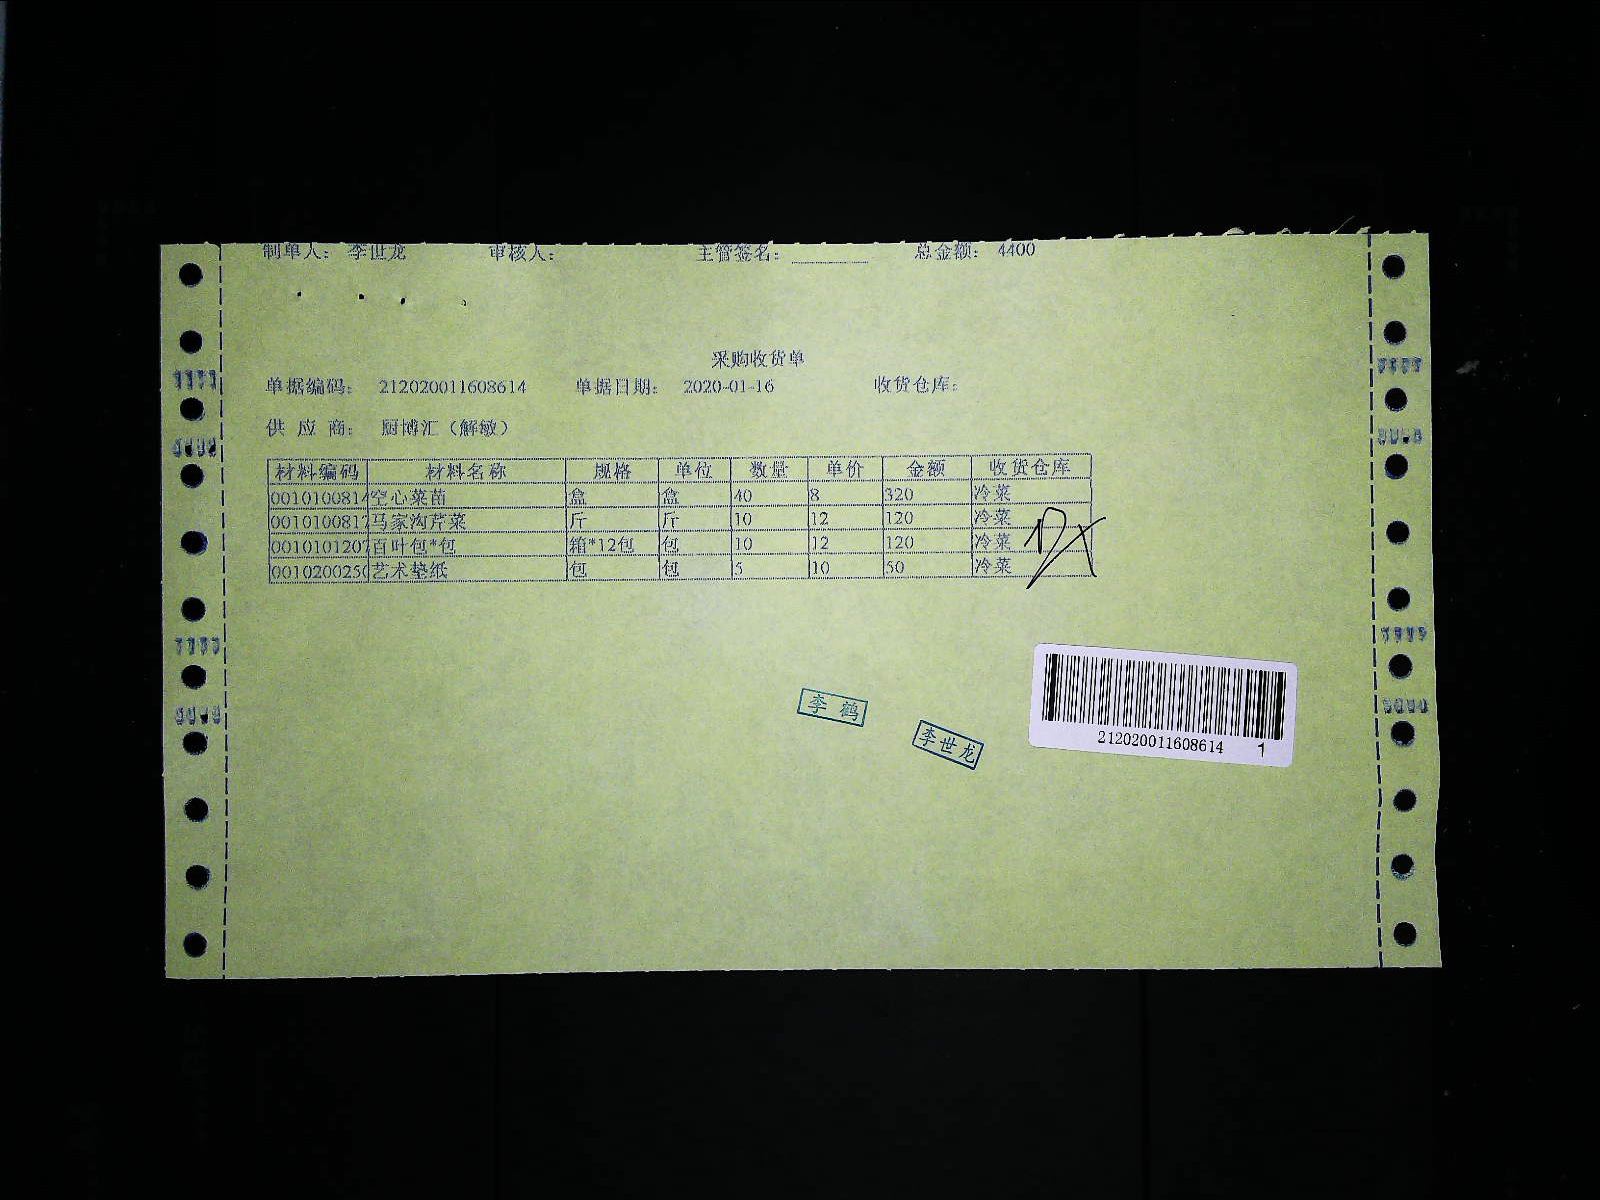 制单人： 李世龙 审核人： 主管签名： 总金额： 4400
采购收货单
单据编码： 212020011608614 单据日期： 2020-01-16 收货仓库：
供 应 商： 厨博汇（解敏）
材料编码 材料名称 规格 单位 数量 单价 金额 收货仓库
0010100814 空心菜苗 盒 盒 40 8 320 冷菜
001010081 马家沟芹菜 斤 斤 10 12 120 冷菜
001010120 百叶包*包 箱*12包 包 10 12 120 冷菜
001020025 艺术垫纸 包 包 5 10 50 冷菜
李 鹤
李世龙
212020011608614 1